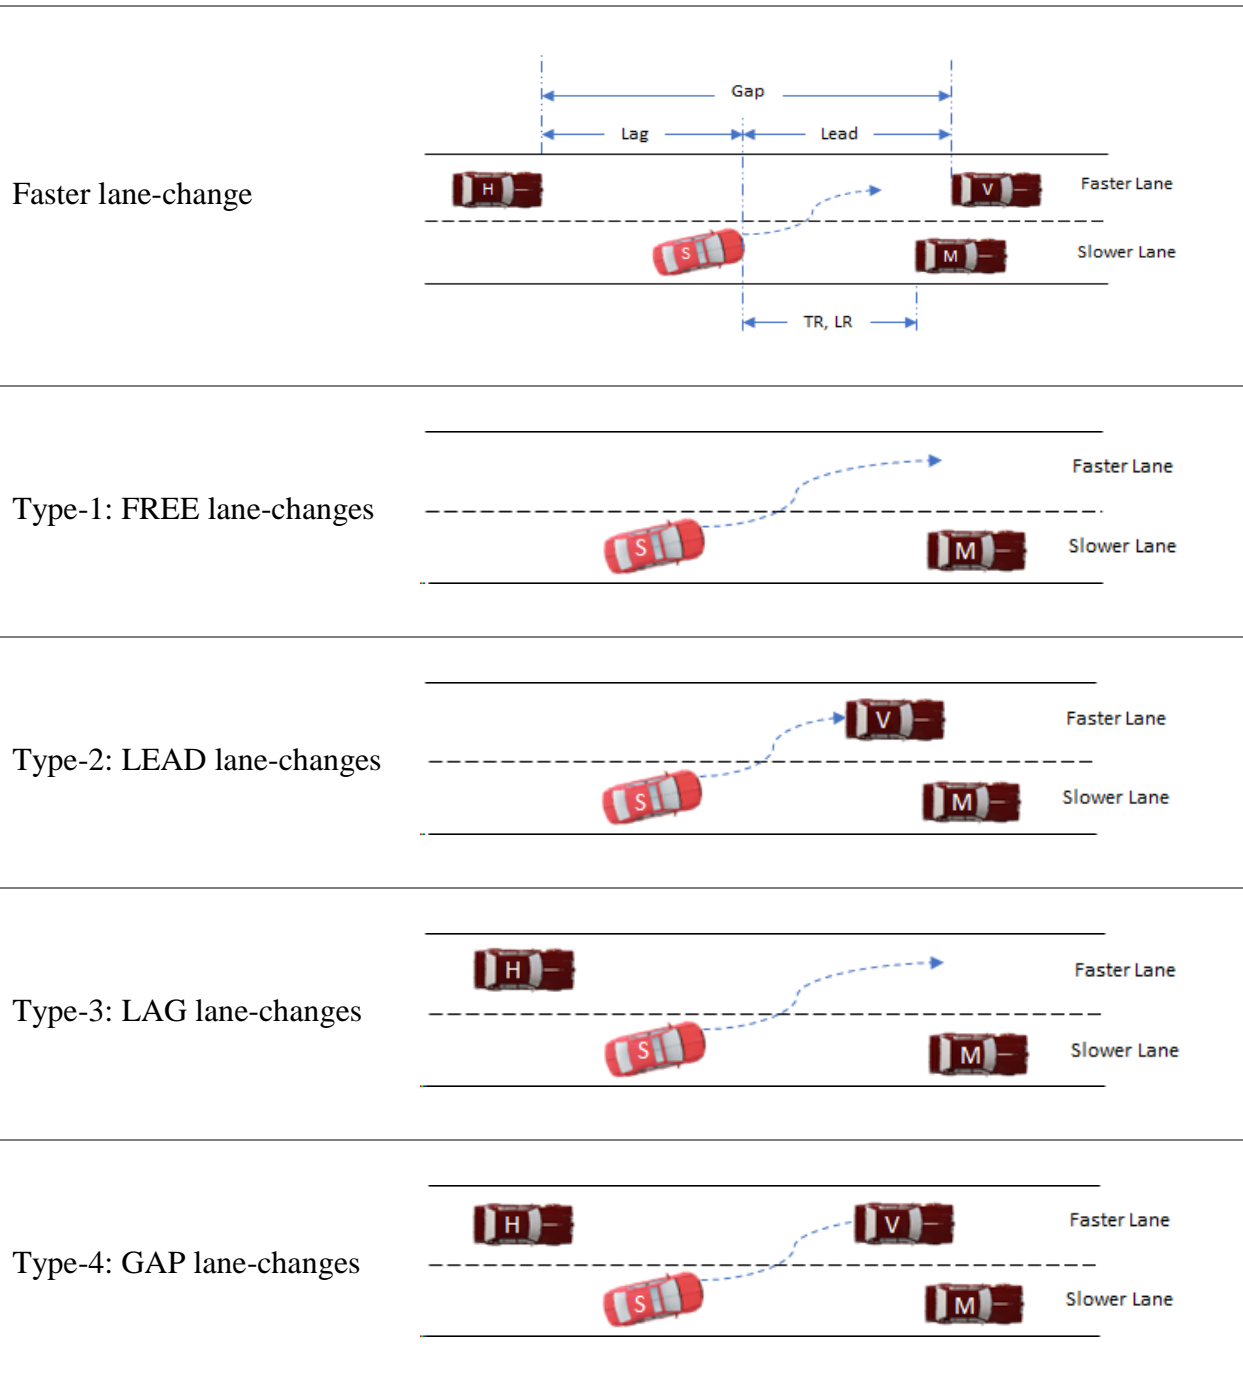 Gap
Lag
Lead
H
V
Faster Lane
Faster lane-change
S
M
Slower Lane
TR, LR
Faster Lane
Type-1: FREE lane-changes
S
M
Slower Lane
V
Faster Lane
Type-2: LEAD lane-changes
S
M
Slower Lane
H
Faster Lane
Type-3: LAG lane-changes
S
M
Slower Lane
H
V
Faster Lane
Type-4: GAP lane-changes
S
M
Slower Lane